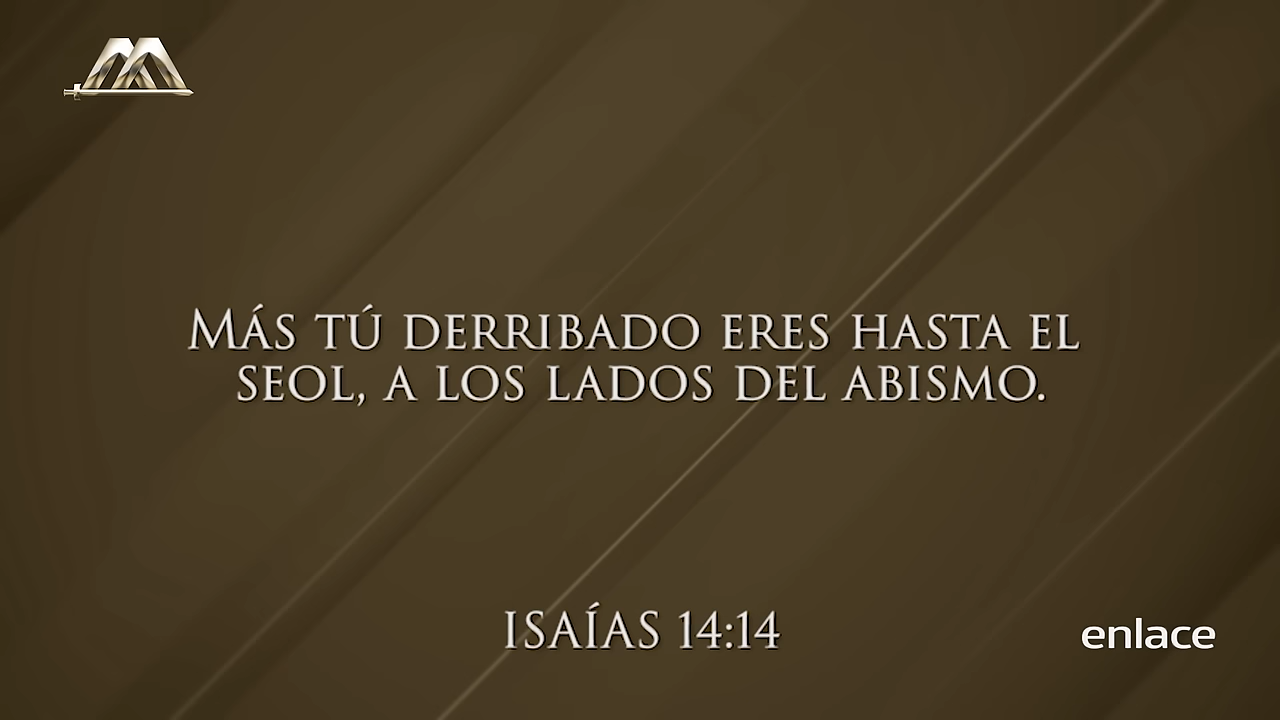 Más tú derribado eres hasta el
seol, a los lados del abismo.
Isaías 14:14
enlace